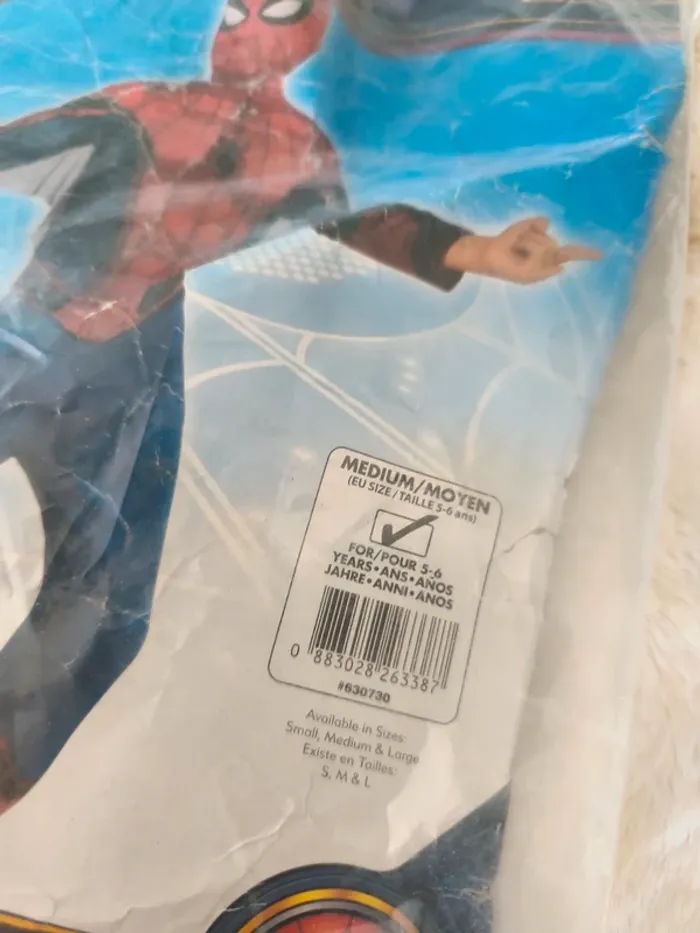 MEDIUM/MOYEN
(EU SIZE/TAILLE 5-6 ans)
FOR/POUR 5-6
YEARS•ANS•AÑOS
JAHRE•ANNI•ANOS
0 883028 263387
#630730
Available in Sizes:
Small, Medium & Large
Existe en Tailles:
S, M & L